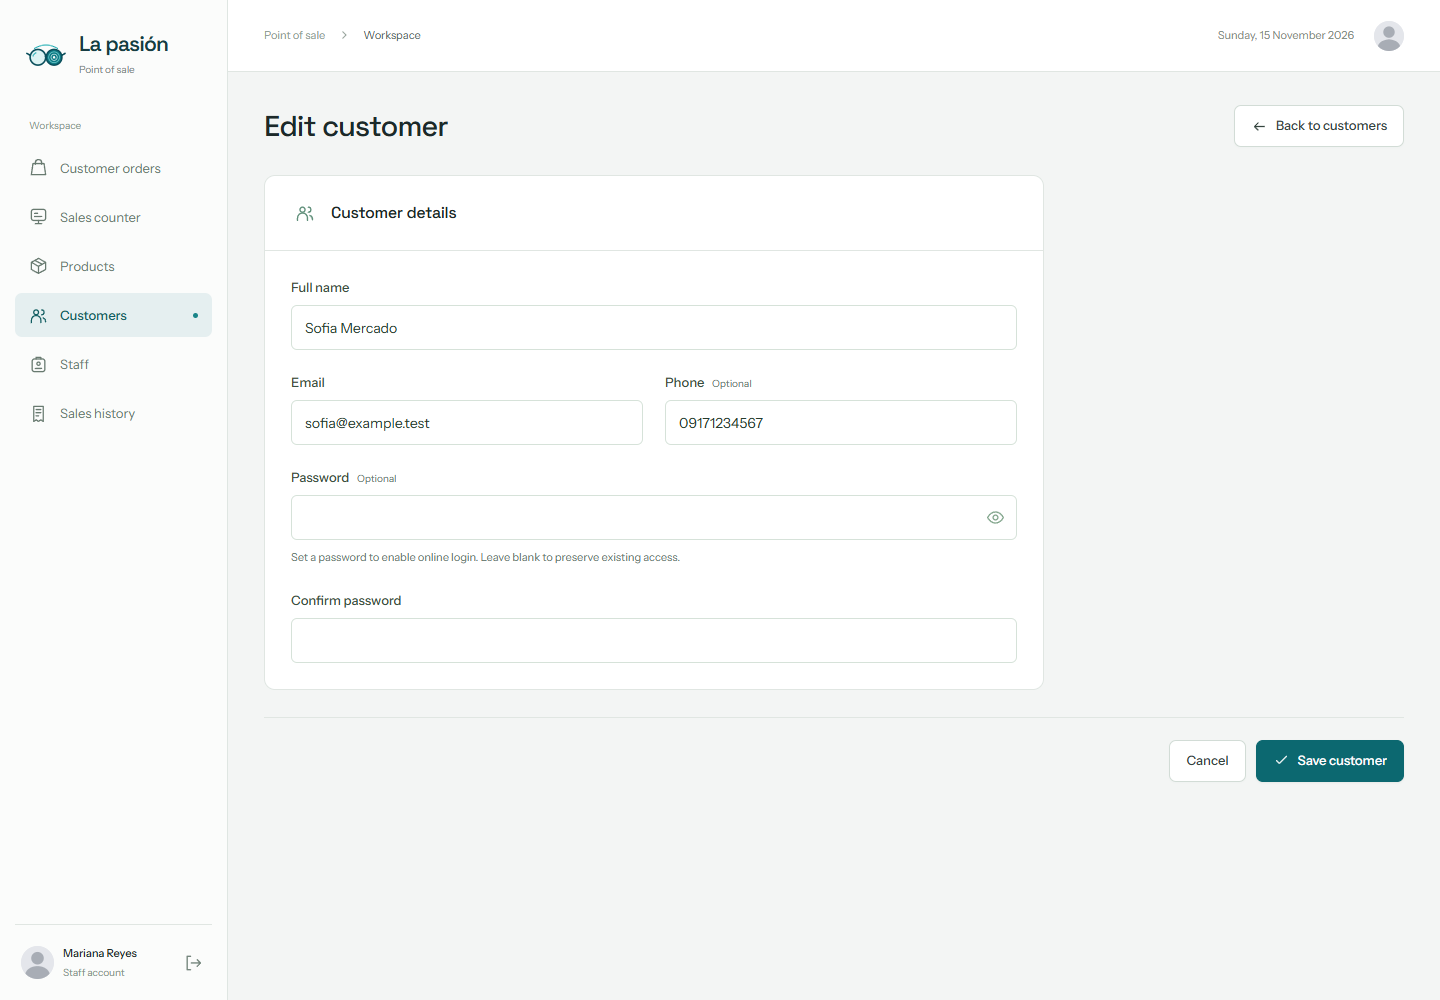 La pasión
Point of sale
Workspace
Customer orders
Sales counter
Products
Customers
Staff
Sales history
Mariana Reyes
Staff account
Point of sale
Workspace
Sunday, 15 November 2026
Edit customer
Back to customers
Customer details
Full name
Sofia Mercado
Email
Phone Optional
sofia@example.test
09171234567
Password Optional
Set a password to enable online login. Leave blank to preserve existing access.
Confirm password
Cancel
Save customer